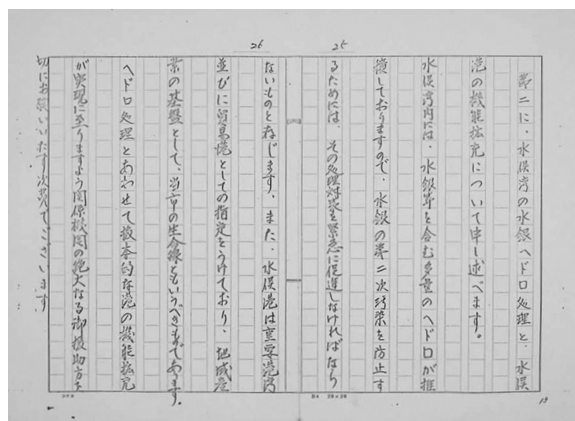 第二に、水俣湾の水銀ヘドロ処理と、水俣
港の機能拡充について申し述べます。
水俣湾内には、水銀等を含む多量のヘドロが堆
積しておりますので、水銀の第二次汚染を防止す
るためには、その処理対策を緊急に促進しなければなら
25
26
ないものと存じます。また、水俣港は重要港湾
並びに貿易港としての指定をうけており、地域産
業の基盤として、当市の生命線ともいうべきものであります。
ヘドロ処理とあわせて抜本的な港の機能拡充
が実現に至りますよう関係機関の絶大なる御援助方を
切にお願いいたす次第でございます。
B4 20×20
13